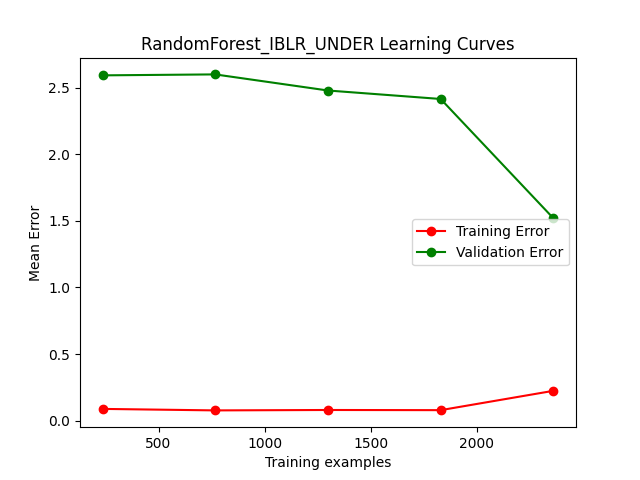 RandomForest_IBLR_UNDER Learning Curves
2.5
2.0
1.5
1.0
0.5
0.0
Mean Error
Training Error
Validation Error
500
1000
1500
2000
Training examples